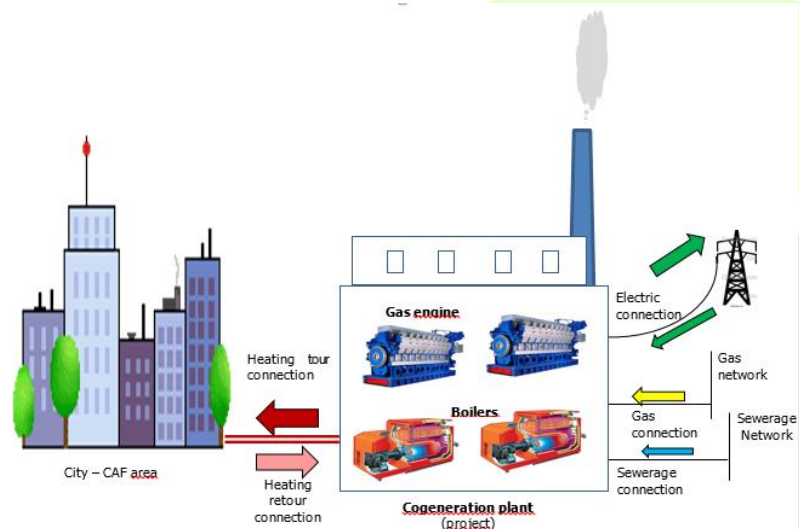 Gas engine
Electric
connection
Heating tour
connection
Gas
network
Boilers
Gas
connection
Sewerage
Network
City – CAF area
Heating
retour
connection
Sewerage
connection
Cogeneration plant
(project)